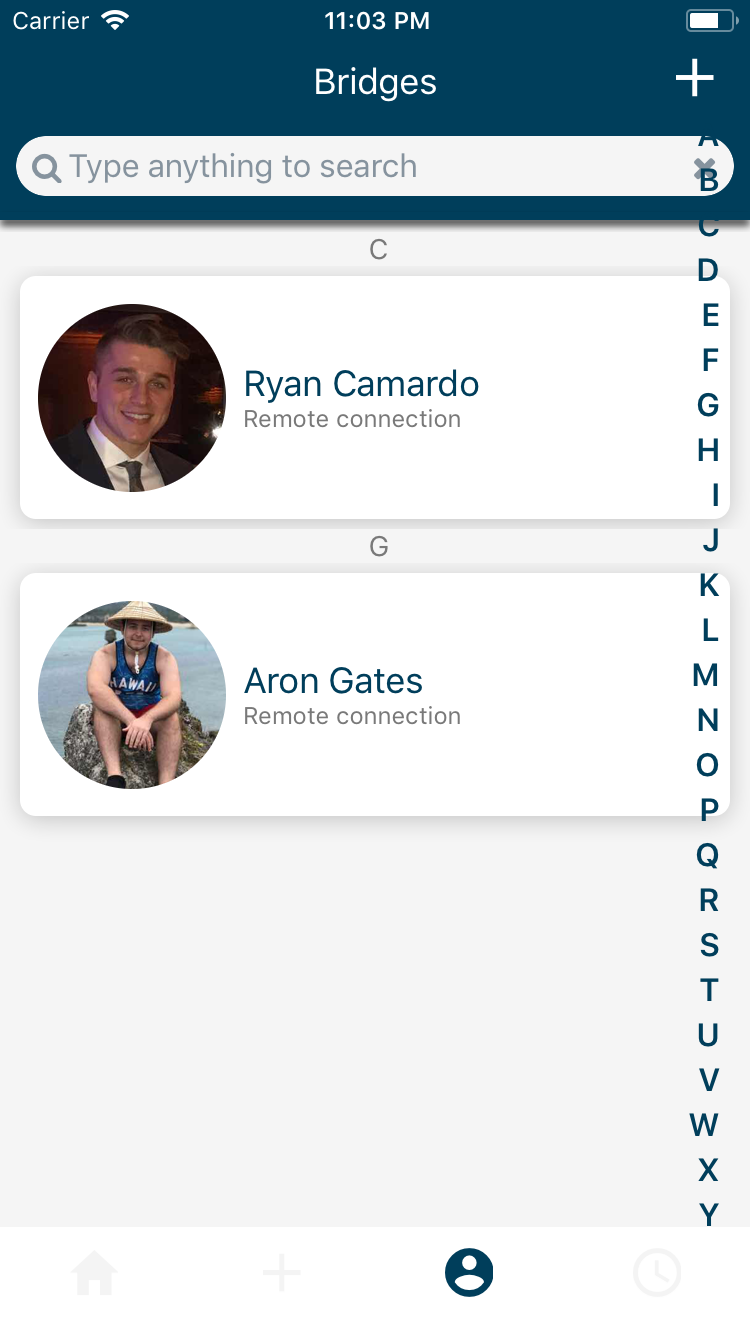 Carrier 11:03 PM
Bridges
Type anything to search
A
B
C
C
D
E
F
Ryan Camardo
Remote connection
G
H
I
G
J
K
L
HAWAII
Aron Gates
Remote connection
M
N
O
P
Q
R
S
T
U
V
W
X
Y